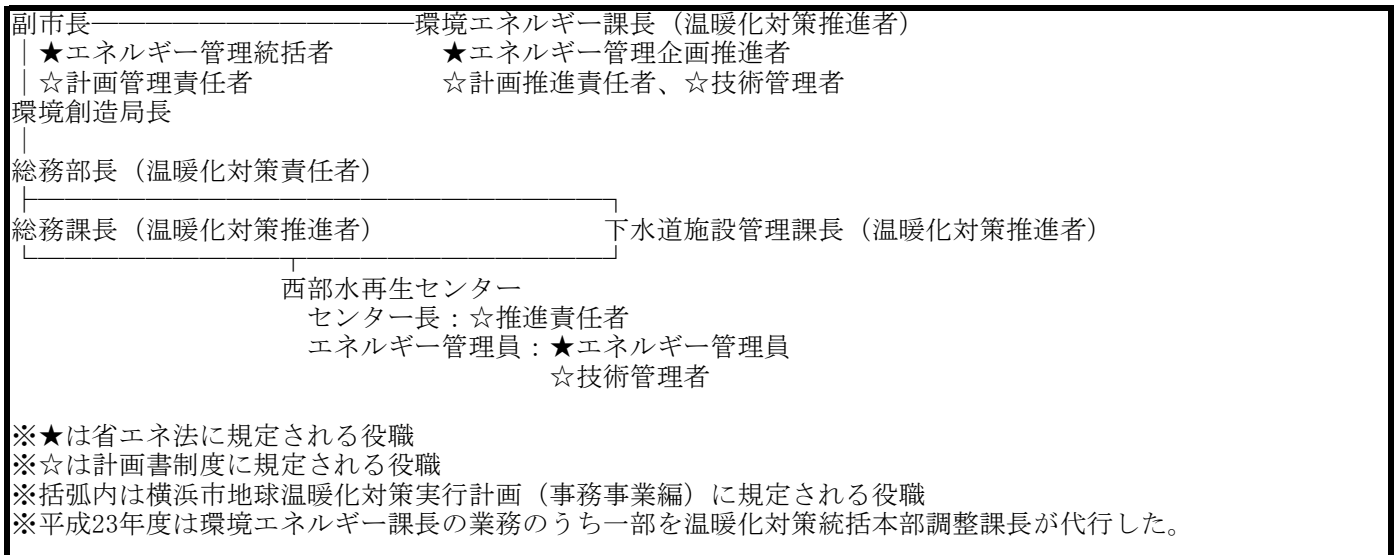 副市長――――――――――――環境エネルギー課長（温暖化対策推進者）
｜★エネルギー管理統括者　　　　★エネルギー管理企画推進者
｜☆計画管理責任者　　　　　　　☆計画推進責任者、☆技術管理者
環境創造局長
｜
総務部長（温暖化対策責任者）
├―――――――――――――――――――――┐
総務課長（温暖化対策推進者）　　　　　　　　　下水道施設管理課長（温暖化対策推進者）
└――――――――――┬―――――――――――┘
西部水再生センター
センター長：☆推進責任者
エネルギー管理員：★エネルギー管理員
☆技術管理者
※★は省エネ法に規定される役職
※☆は計画書制度に規定される役職
※括弧内は横浜市地球温暖化対策実行計画（事務事業編）に規定される役職
※平成23年度は環境エネルギー課長の業務のうち一部を温暖化対策統括本部調整課長が代行した。